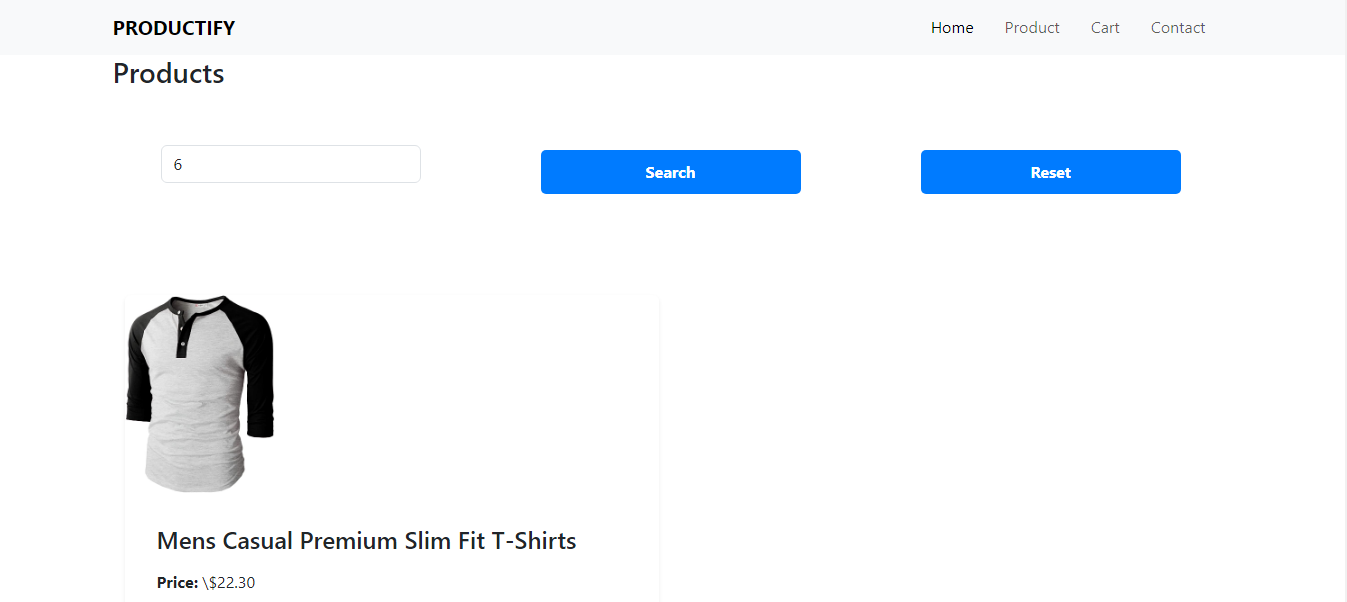 PRODUCTIFY Home Product Cart Contact
Products
6 Search Reset
Mens Casual Premium Slim Fit T-Shirts
Price: \$22.30